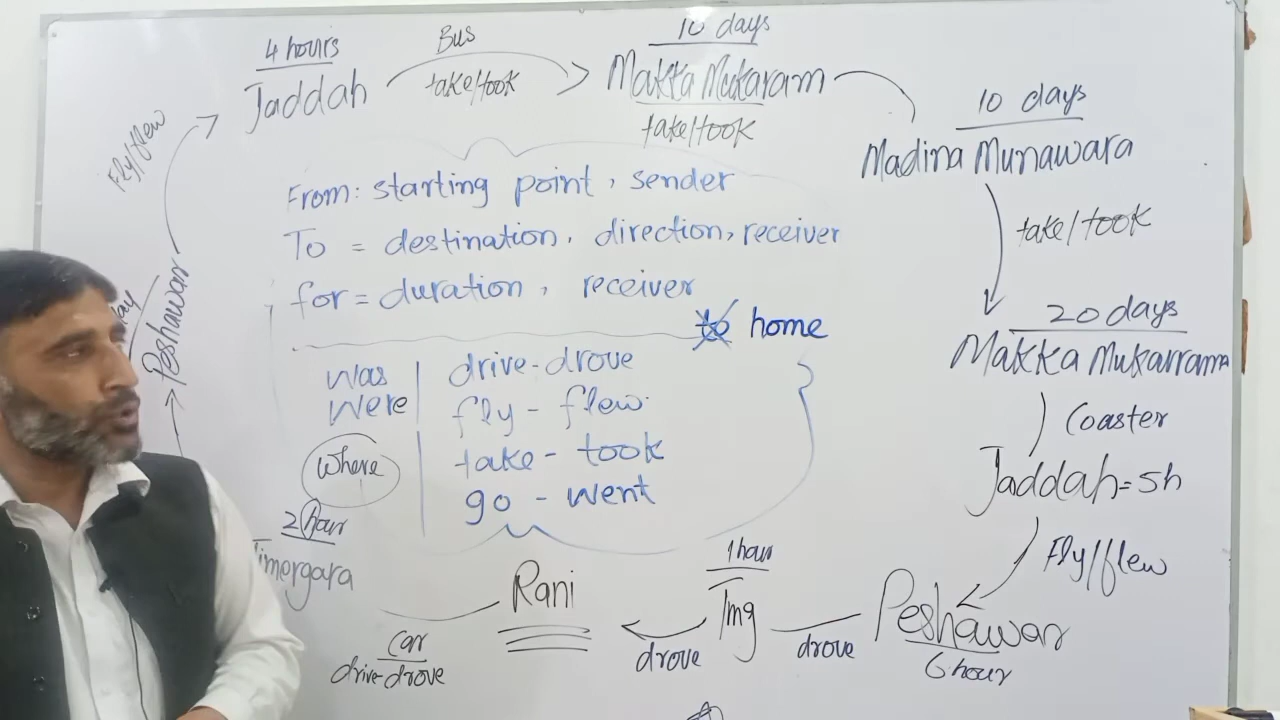 4 hours
Jaddah
Bus
take/took
10 days
Makka Mukaram
take/took
10 days
Madina Munawara
take/took
20 days
Makka Mukarrama
Coaster
Jaddah = 5h
Fly/flew
Peshawar
6 hour
drove
1 hour
Tmg
drove
Rani
car
drive-drove
2 hour
Timergara
Peshawar
Fly/flew
From: starting point, sender
To = destination, direction, receiver
for = duration, receiver
to home
was
were
where
drive-drove
fly - flew
take - took
go - went